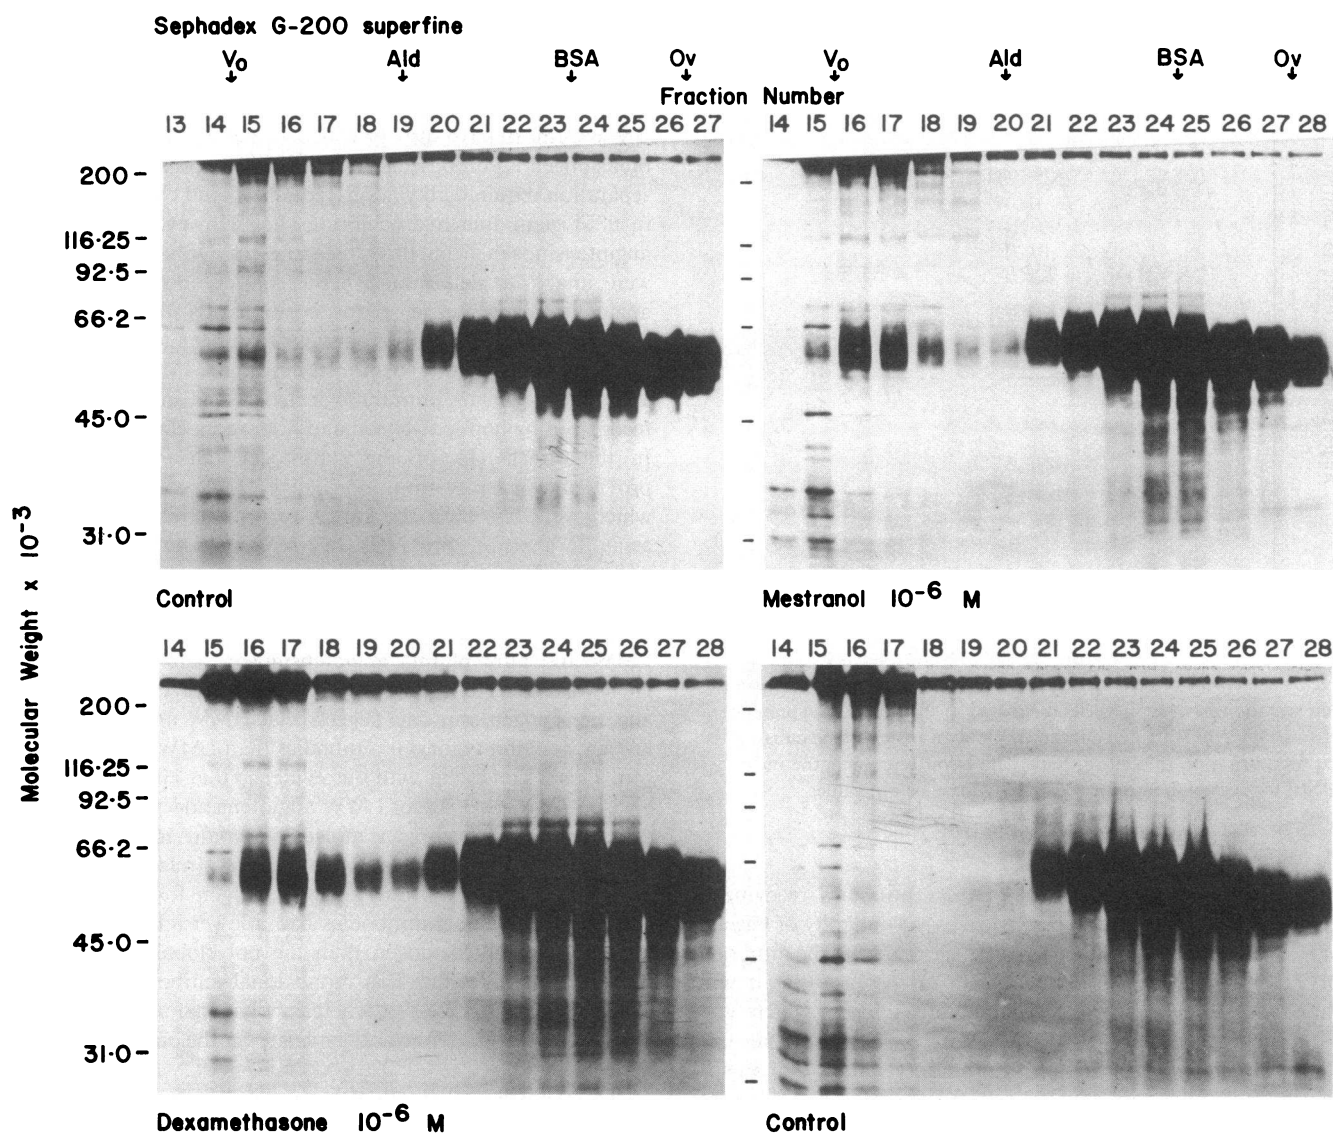 Sephadex G-200 superfine
Vo Ald BSA Ov Vo Ald BSA Ov
Fraction Number
13 14 15 16 17 18 19 20 21 22 23 24 25 26 27
14 15 16 17 18 19 20 21 22 23 24 25 26 27 28
200
116·25
92·5
66·2
45·0
31·0
Molecular Weight x 10⁻³
Control
Mestranol 10⁻⁶ M
14 15 16 17 18 19 20 21 22 23 24 25 26 27 28
14 15 16 17 18 19 20 21 22 23 24 25 26 27 28
200
116·25
92·5
66·2
45·0
31·0
Dexamethasone 10⁻⁶ M
Control